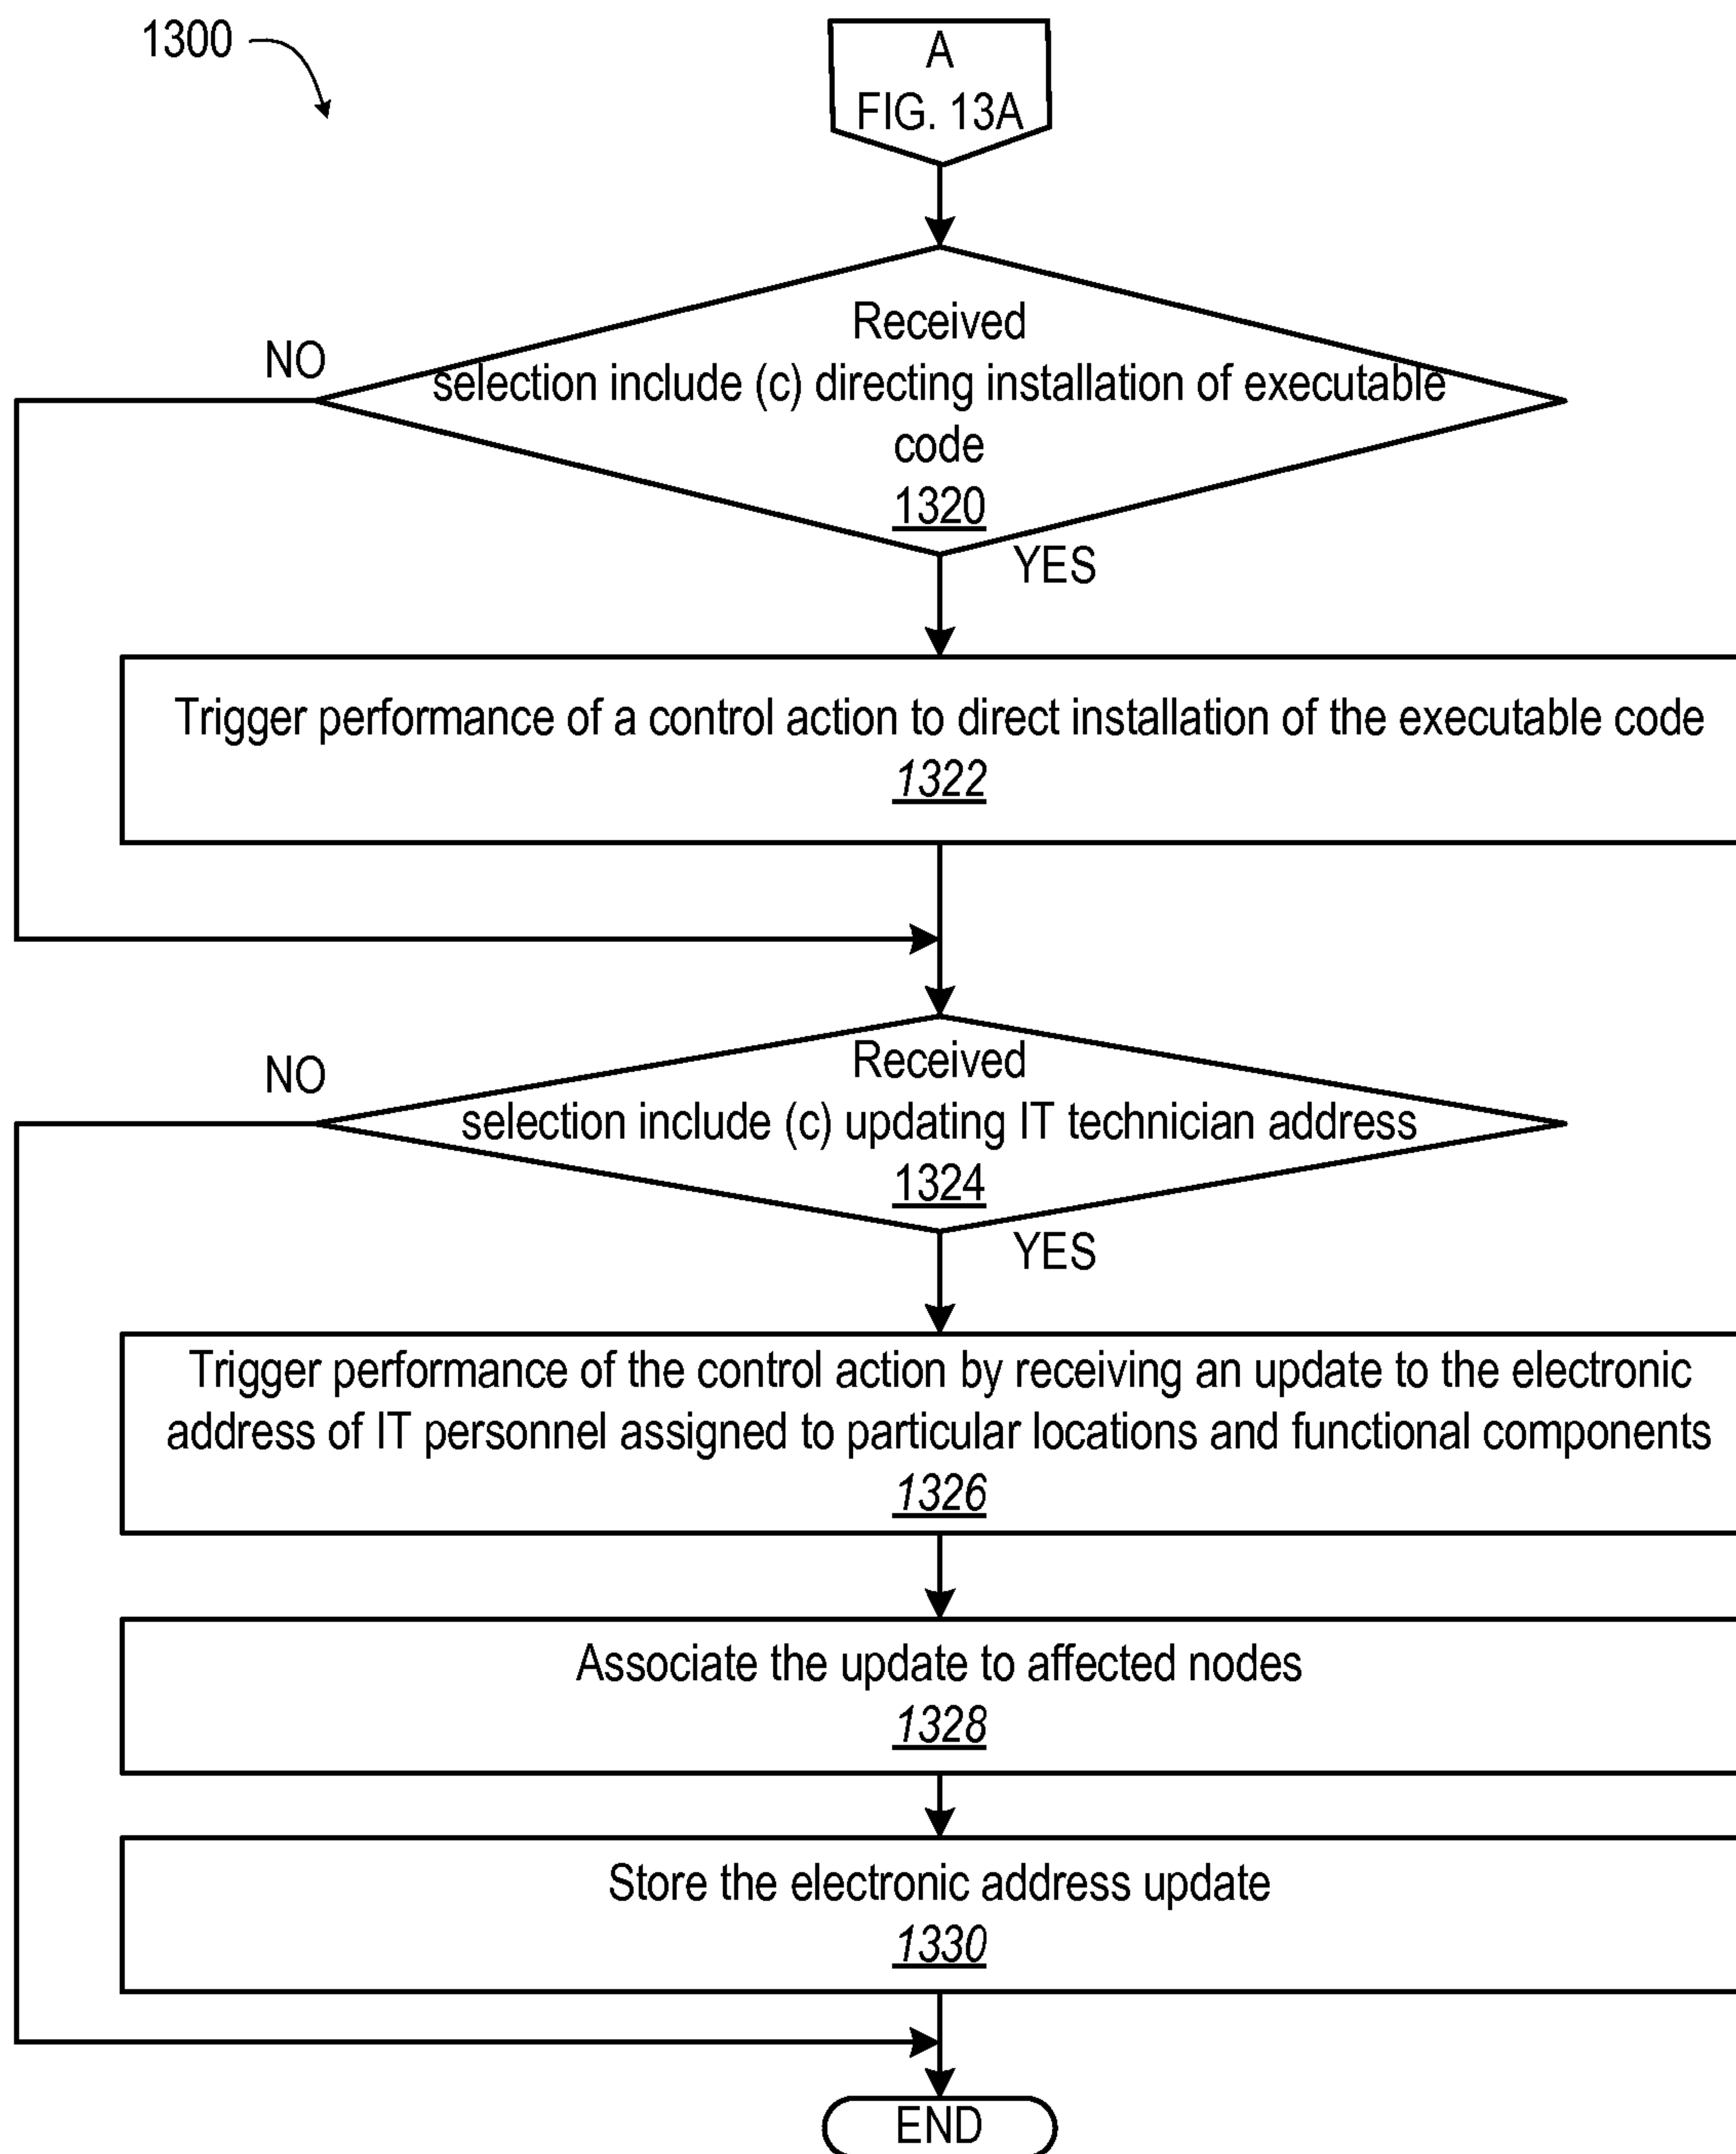 1300
A
FIG. 13A
Received
selection include (c) directing installation of executable
code
1320
NO
YES
Trigger performance of a control action to direct installation of the executable code
1322
Received
selection include (c) updating IT technician address
1324
NO
YES
Trigger performance of the control action by receiving an update to the electronic
address of IT personnel assigned to particular locations and functional components
1326
Associate the update to affected nodes
1328
Store the electronic address update
1330
END